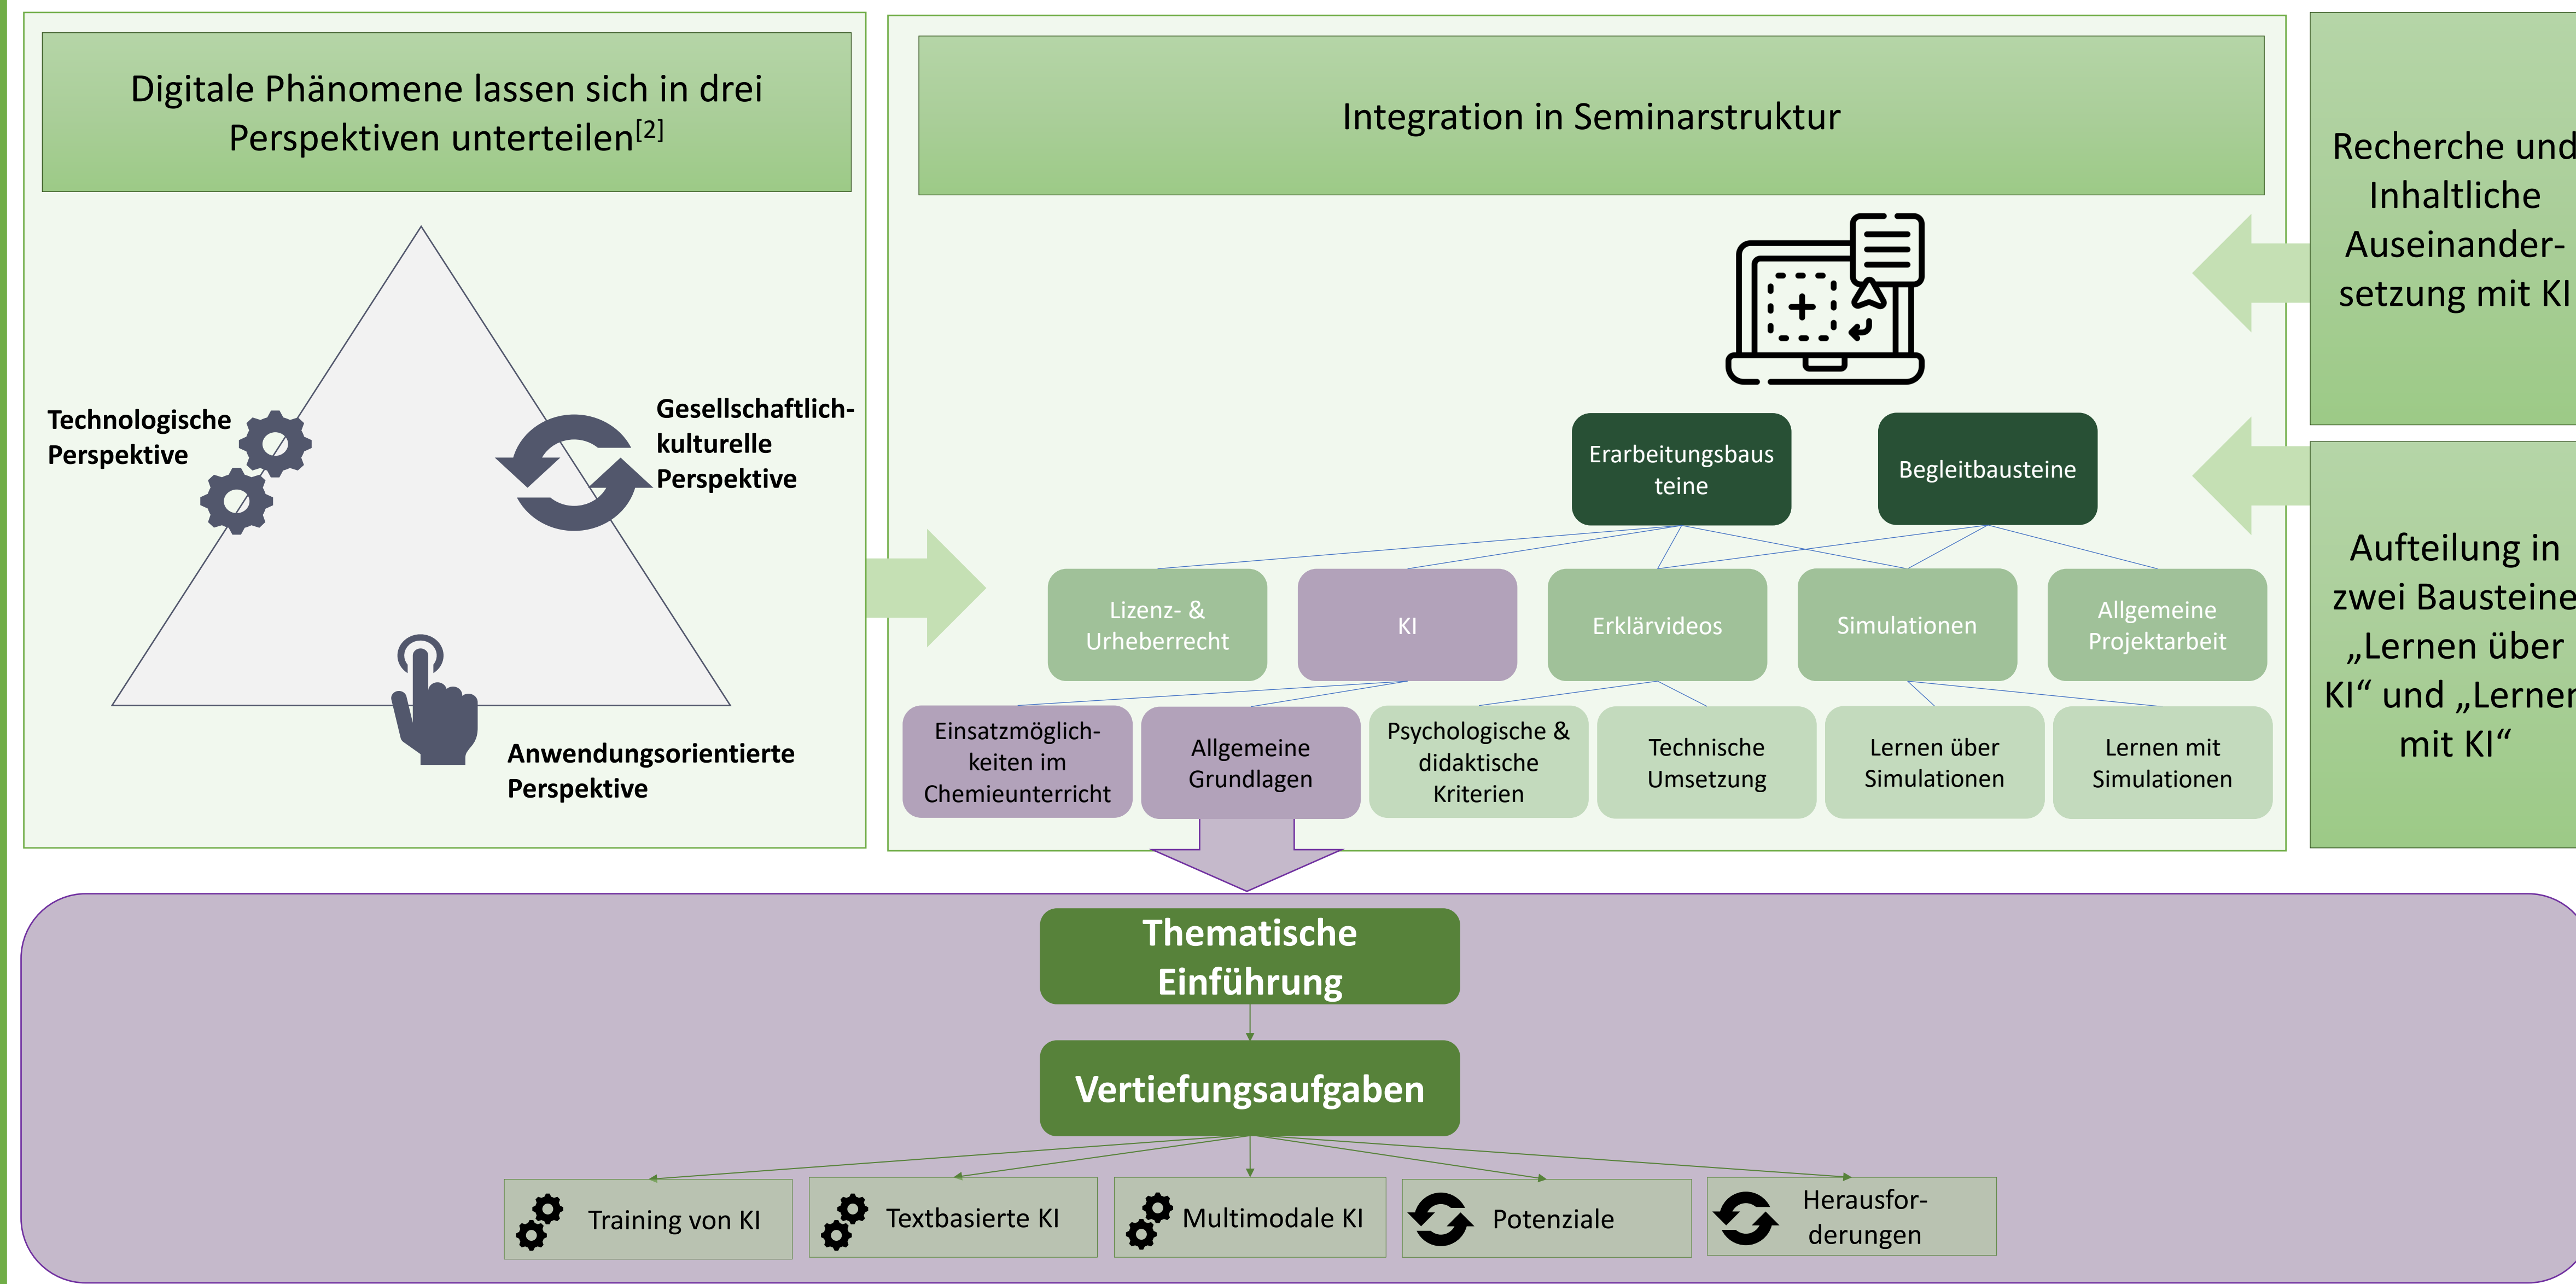 Digitale Phänomene lassen sich in drei
Perspektiven unterteilen[2]
Technologische
Perspektive
Gesellschaftlich-
kulturelle
Perspektive
Anwendungsorientierte
Perspektive
Integration in Seminarstruktur
Erarbeitungsbaus
teine
Begleitbausteine
Lizenz- &
Urheberrecht
KI
Erklärvideos
Simulationen
Allgemeine
Projektarbeit
Einsatzmöglich-
keiten im
Chemieunterricht
Allgemeine
Grundlagen
Psychologische &
didaktische
Kriterien
Technische
Umsetzung
Lernen über
Simulationen
Lernen mit
Simulationen
Recherche und
Inhaltliche
Auseinander-
setzung mit KI
Aufteilung in
zwei Bausteine
„Lernen über
KI“ und „Lernen
mit KI“
Thematische
Einführung
Vertiefungsaufgaben
Training von KI
Textbasierte KI
Multimodale KI
Potenziale
Herausfor-
derungen